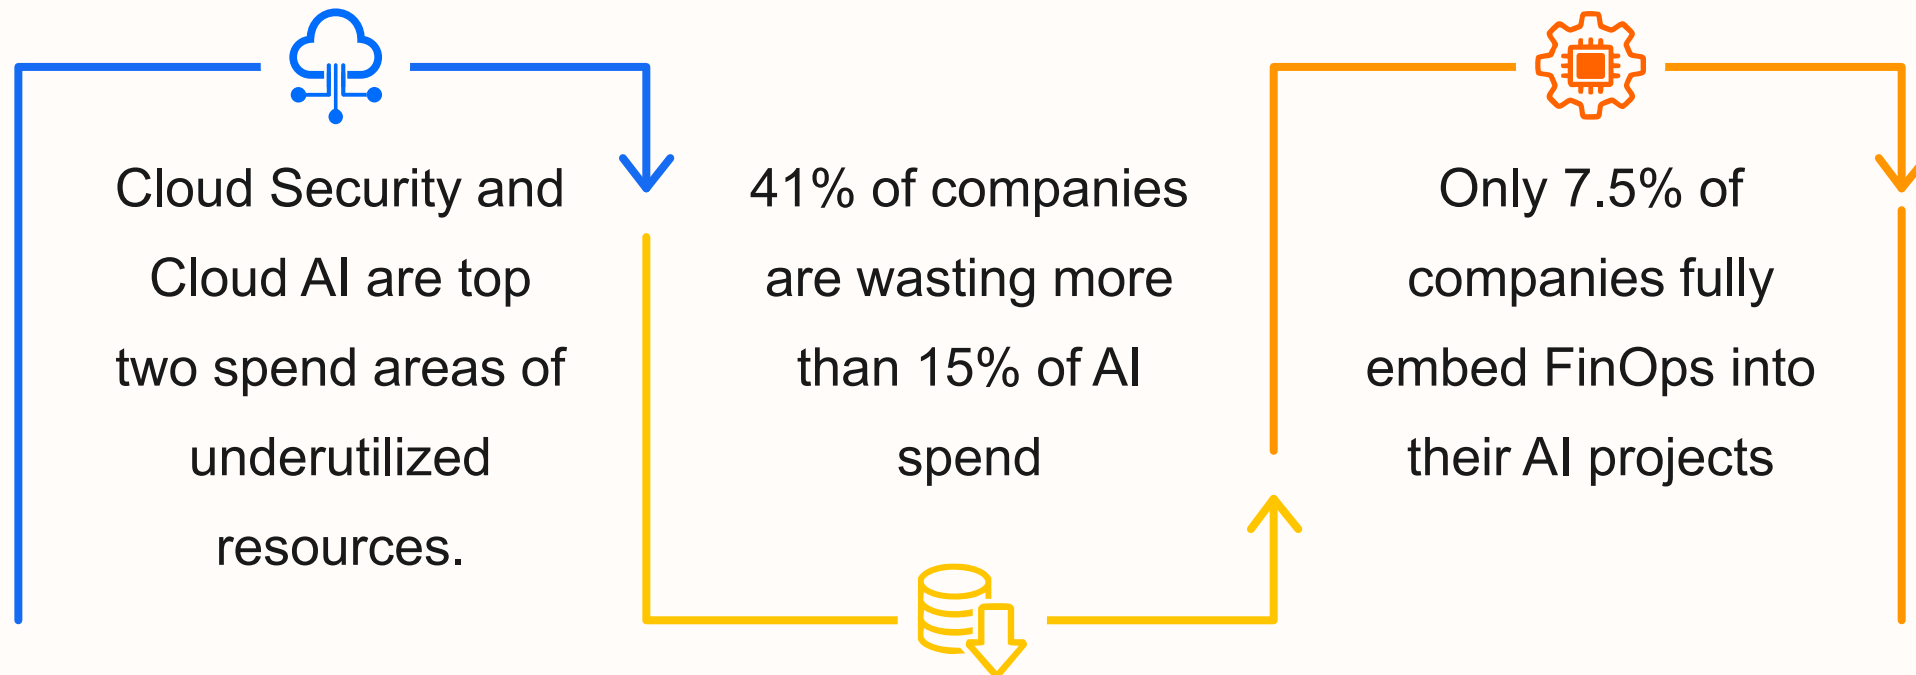 Cloud Security and
Cloud AI are top
two spend areas of
underutilized
resources.
41% of companies
are wasting more
than 15% of AI
spend
Only 7.5% of
companies fully
embed FinOps into
their AI projects